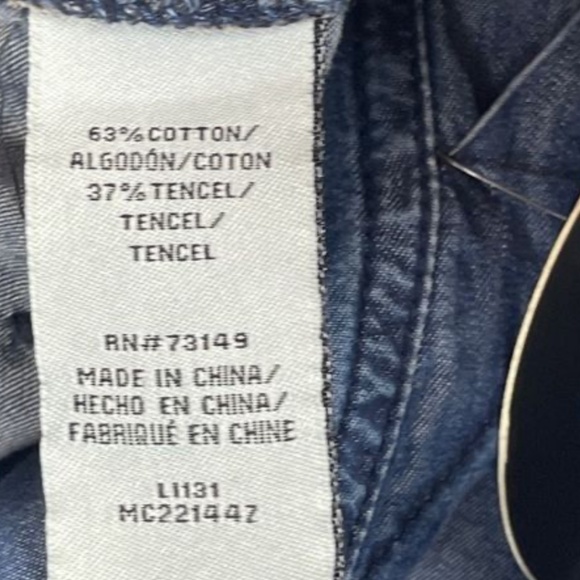 63% COTTON/
ALGODÓN/COTON
37% TENCEL/
TENCEL/
TENCEL
RN#73149
MADE IN CHINA/
HECHO EN CHINA/
FABRIQUÉ EN CHINE
LI131
MC221447